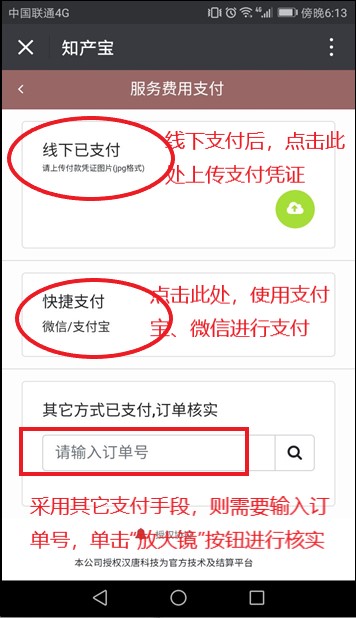 中国联通4G 4G 傍晚6:13
知产宝
服务费用支付
线下已支付
请上传付款凭证图片(jpg格式)
线下支付后，点击此
处上传支付凭证
快捷支付
微信/支付宝
点击此处，使用支付
宝、微信进行支付
其它方式已支付,订单核实
请输入订单号
采用其它支付手段，则需要输入订
单号，单击“放大镜”按钮进行核实
本公司授权汉唐科技为官方技术及结算平台